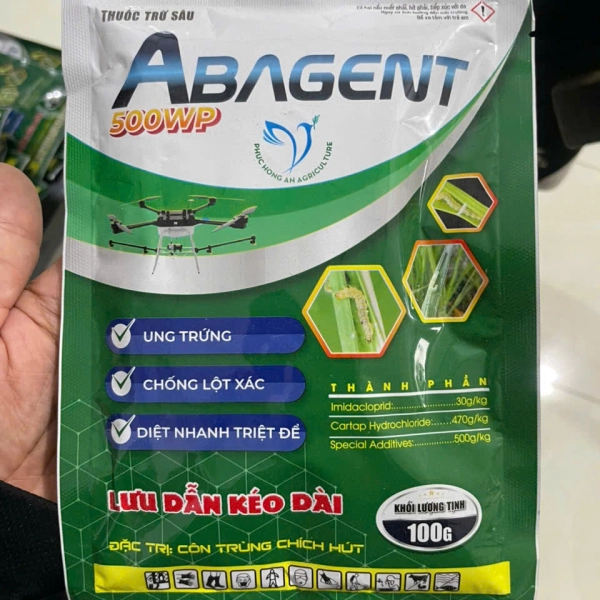 THUỐC TRỪ SÂU
ABAGENT
500WP
PHUC HONG AN AGRICULTURE
UNG TRỨNG
CHỐNG LỘT XÁC
DIỆT NHANH TRIỆT ĐỂ
THÀNH PHẦN
Imidacloprid:...............30g/kg
Cartap Hydrochloride:......470g/kg
Special Additives:............500g/kg
LƯU DẪN KÉO DÀI
KHỐI LƯỢNG TỊNH
100G
ĐẶC TRỊ: CÔN TRÙNG CHÍCH HÚT